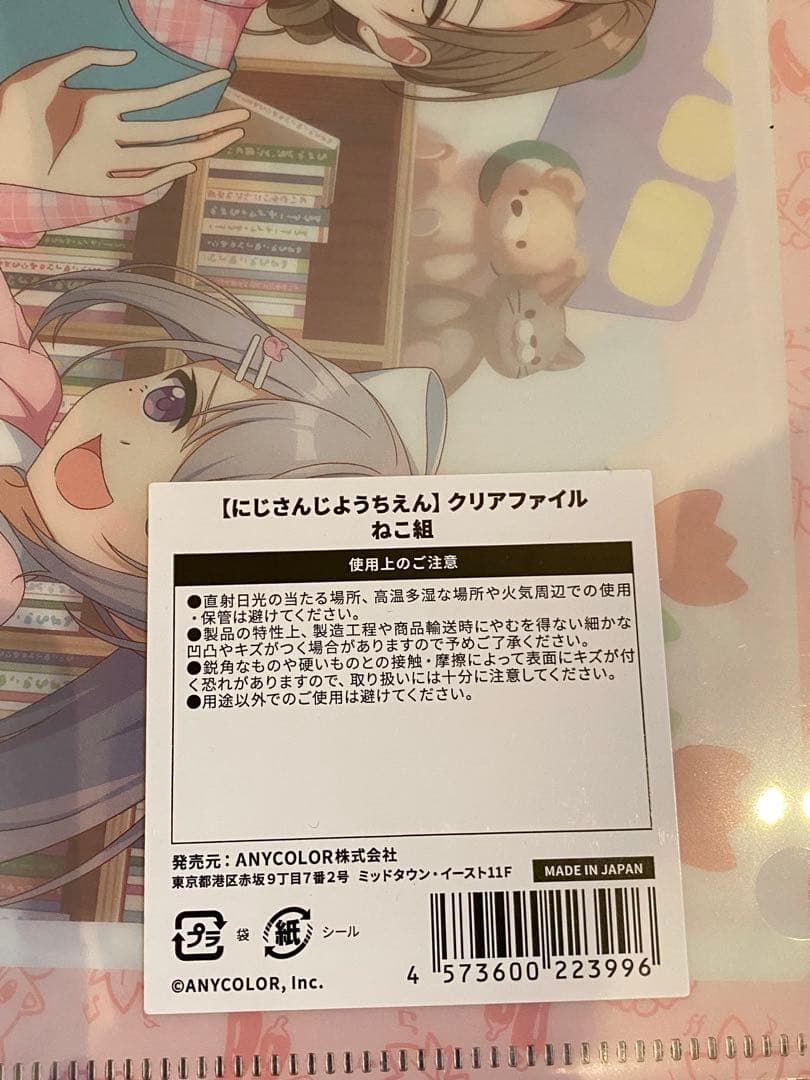 【にじさんじようちえん】クリアファイル
ねこ組
使用上のご注意
●直射日光の当たる場所、高温多湿な場所や火気周辺での使用
・保管は避けてください。
●製品の特性上、製造工程や商品輸送時にやむを得ない細かな
凹凸やキズがつく場合がありますので予めご了承ください。
●鋭角なものや硬いものとの接触・摩擦によって表面にキズが付
く恐れがありますので、取り扱いには十分に注意してください。
●用途以外でのご使用は避けてください。
発売元：ANYCOLOR株式会社
東京都港区赤坂9丁目7番2号 ミッドタウン・イースト11F
MADE IN JAPAN
プラ 袋 紙 シール
©ANYCOLOR, Inc.
4 573600 223996